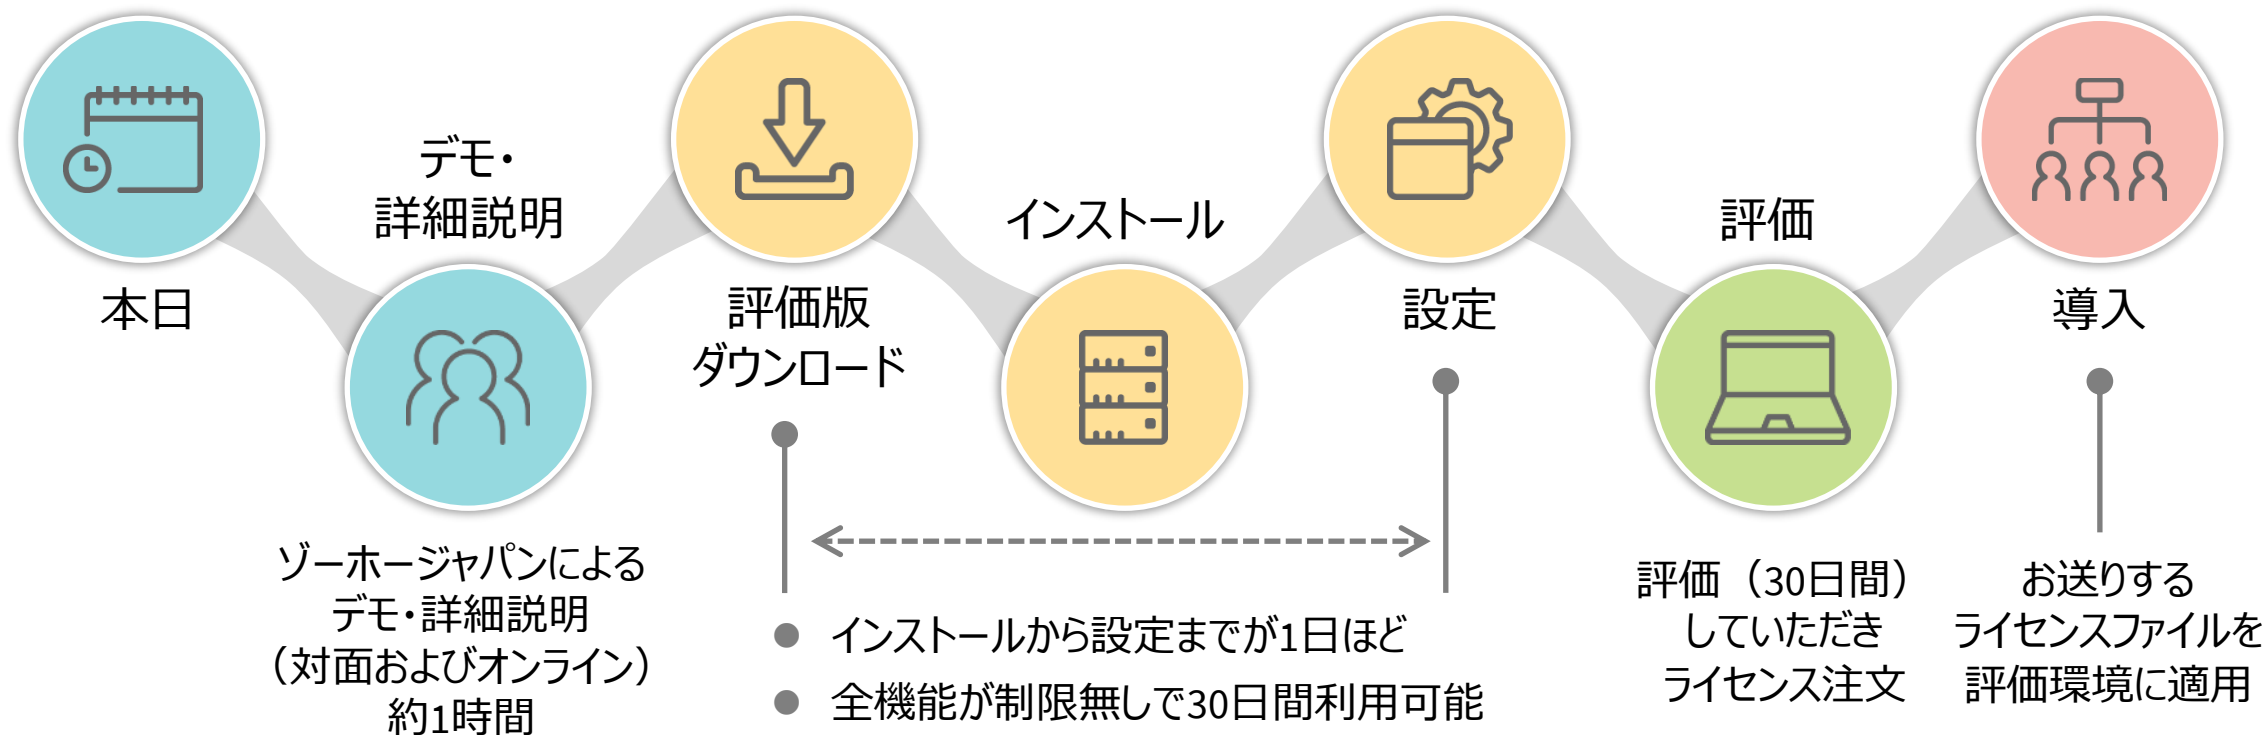 本日
デモ・
詳細説明
ゾーホージャパンによる
デモ・詳細説明
（対面およびオンライン）
約1時間
評価版
ダウンロード
インストール
設定
インストールから設定までが1日ほど
全機能が制限無しで30日間利用可能
評価
評価（30日間）
していただき
ライセンス注文
導入
お送りする
ライセンスファイルを
評価環境に適用